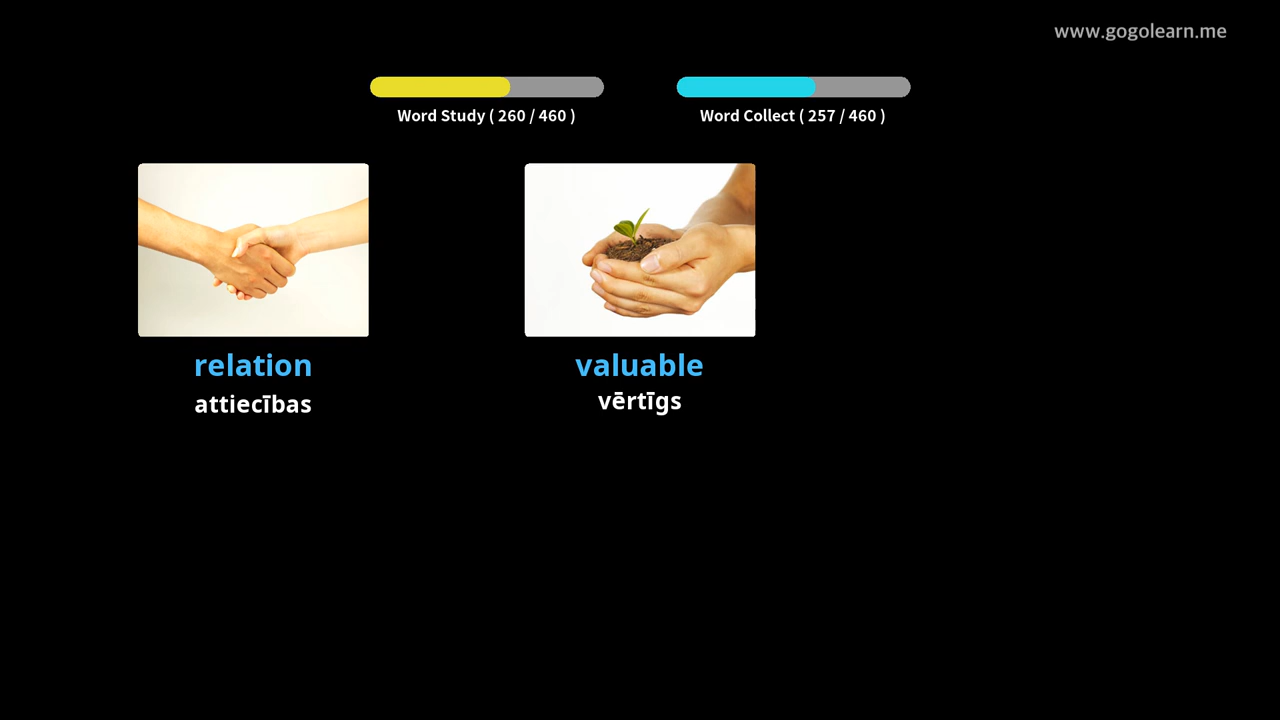 www.gogolearn.me
Word Study ( 260 / 460 )
Word Collect ( 257 / 460 )
relation
attiecības
valuable
vērtīgs